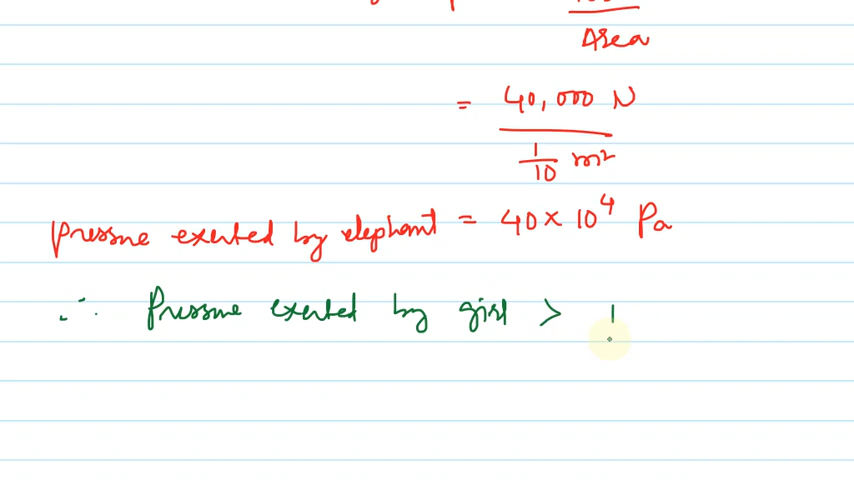 Area
= 40,000 N
1/10 m²
Pressure exerted by elephant = 40 × 10⁴ Pa
∴ Pressure exerted by girl >